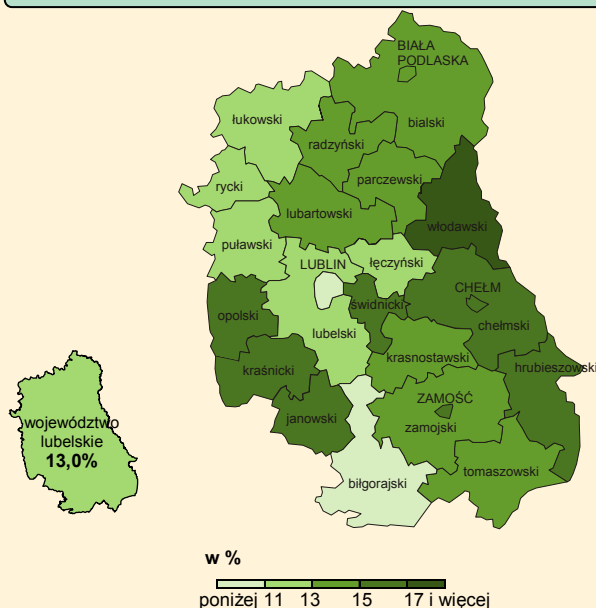 BIAŁA
PODLASKA
łukowski
bialski
radzyński
rycki
parczewski
lubartowski
włodawski
puławski
LUBLIN
łęczyński
CHEŁM
świdnicki
opolski
chełmski
lubelski
krasnostawski
hrubieszowski
kraśnicki
ZAMOŚĆ
janowski
zamojski
województwo
lubelskie
13,0%
tomaszowski
biłgorajski
w %
poniżej 11 13 15 17 i więcej